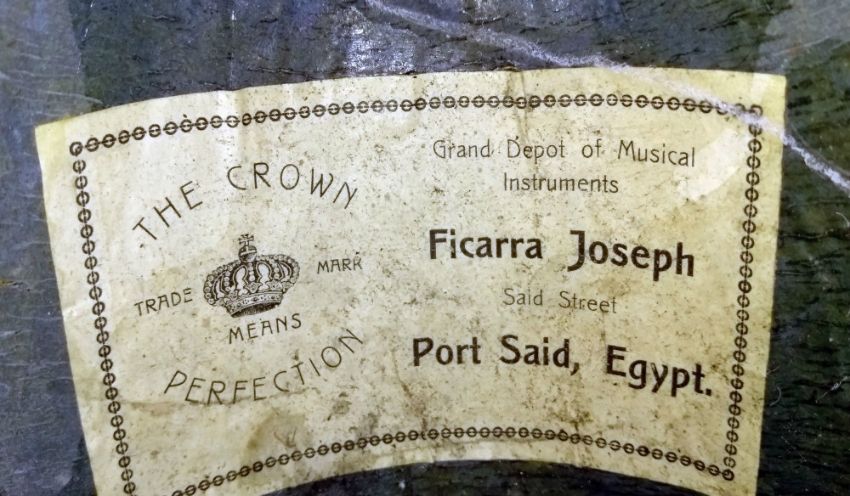 THE CROWN
TRADE MARK
MEANS
PERFECTION
Grand Depot of Musical
Instruments
Ficarra Joseph
Said Street
Port Said, Egypt.